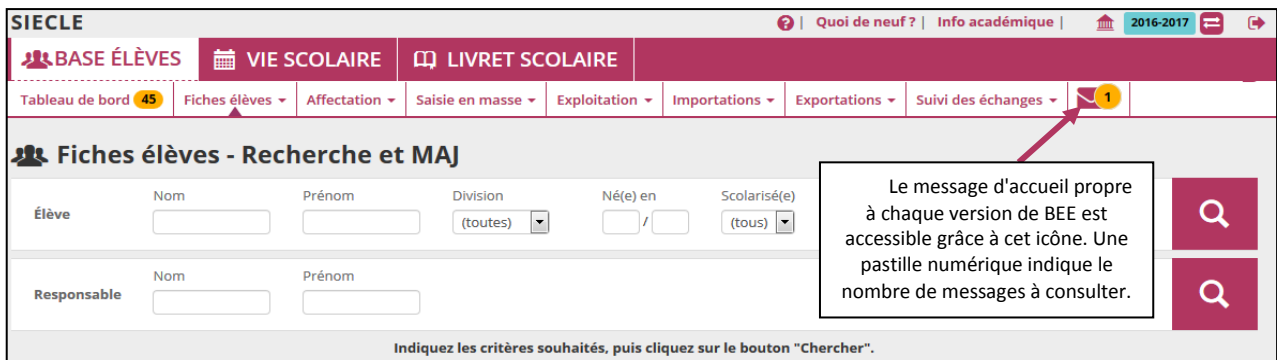 SIECLE
Quoi de neuf ? | Info académique |
2016-2017
BASE ÉLÈVES
VIE SCOLAIRE
LIVRET SCOLAIRE
Tableau de bord 45
Fiches élèves
Affectation
Saisie en masse
Exploitation
Importations
Exportations
Suivi des échanges
1
Fiches élèves - Recherche et MAJ
Nom Prénom Division Né(e) en Scolarisé(e)
Élève (toutes) / (tous)
Nom Prénom
Responsable
Le message d'accueil propre
à chaque version de BEE est
accessible grâce à cet icône. Une
pastille numérique indique le
nombre de messages à consulter.
Indiquez les critères souhaités, puis cliquez sur le bouton "Chercher".